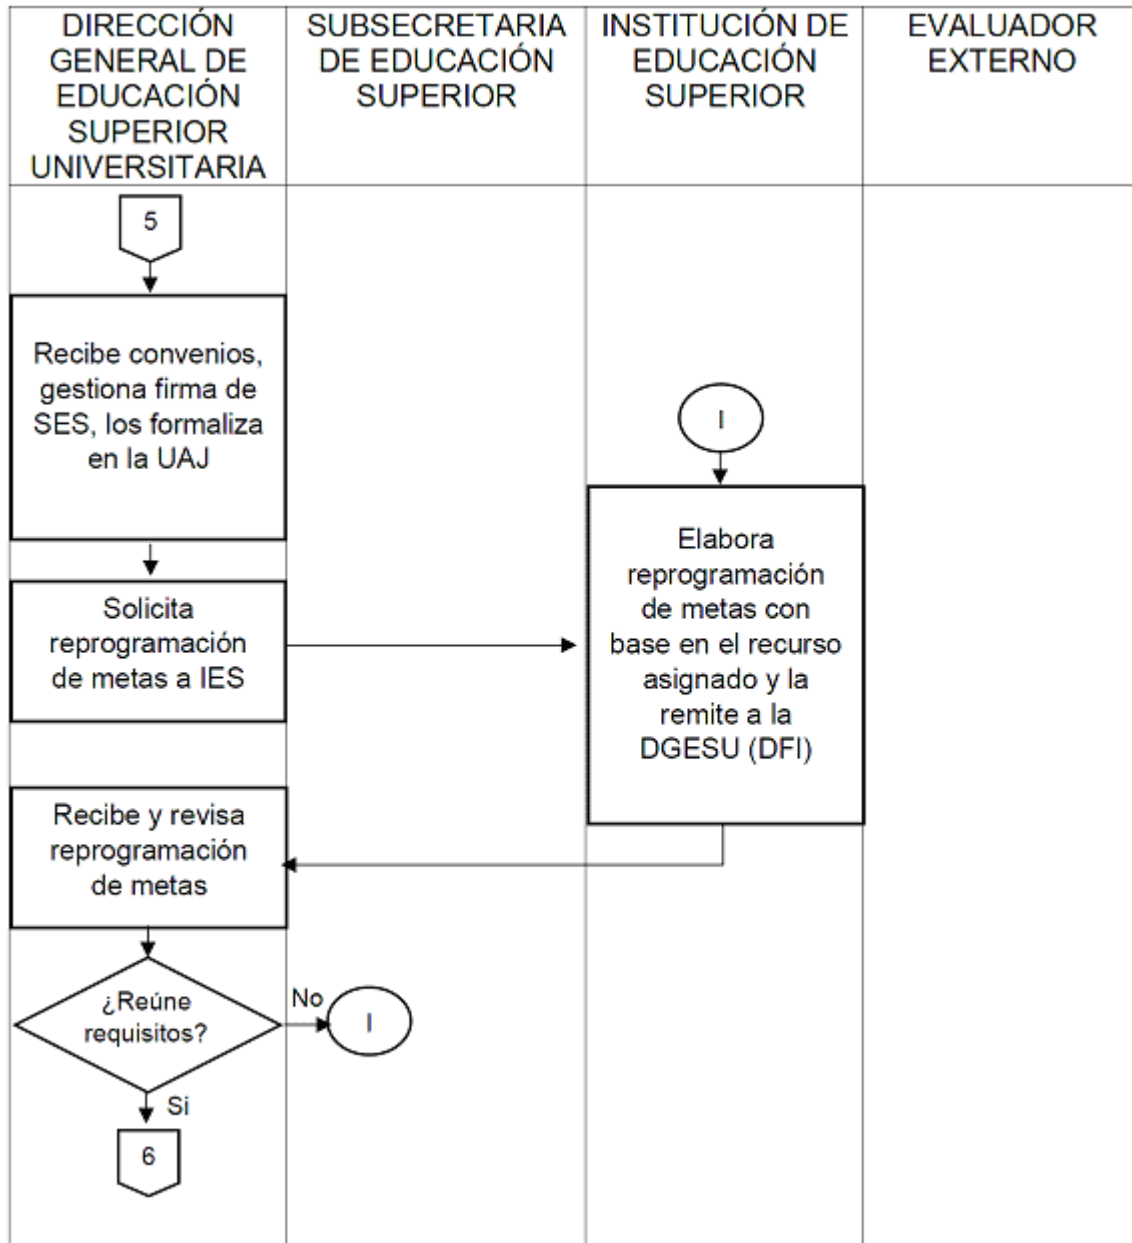 DIRECCIÓN
GENERAL DE
EDUCACIÓN
SUPERIOR
UNIVERSITARIA
SUBSECRETARIA
DE EDUCACIÓN
SUPERIOR
INSTITUCIÓN DE
EDUCACIÓN
SUPERIOR
EVALUADOR
EXTERNO
5
Recibe convenios,
gestiona firma de
SES, los formaliza
en la UAJ
Solicita
reprogramación
de metas a IES
I
Elabora
reprogramación
de metas con
base en el recurso
asignado y la
remite a la
DGESU (DFI)
Recibe y revisa
reprogramación
de metas
¿Reúne
requisitos?
No
I
Si
6